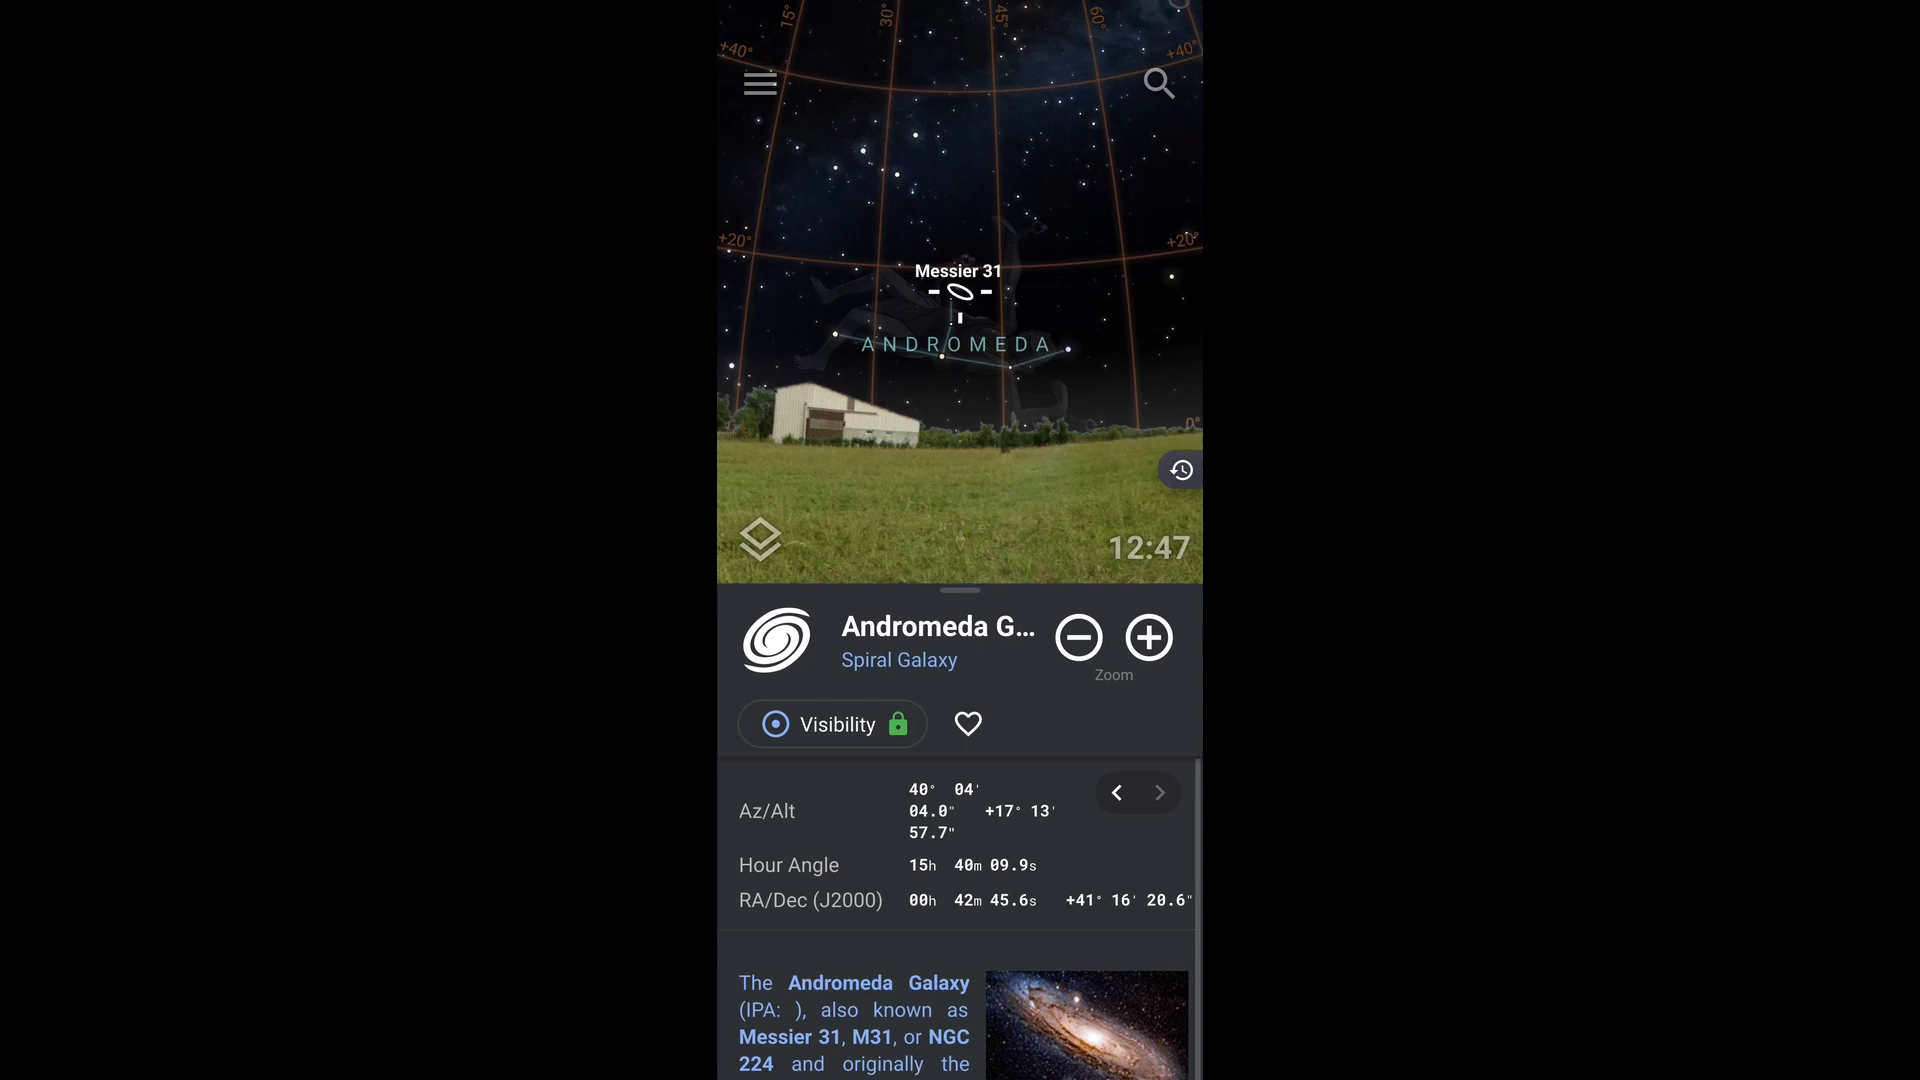 15° 30° 45° 60°
+40° +40°
+20° +20°
Messier 31
ANDROMEDA
0°
N E
W
12:47
Andromeda G...
Spiral Galaxy
Zoom
Visibility
Az/Alt
40° 04'
04.0" +17° 13'
57.7"
Hour Angle 15h 40m 09.9s
RA/Dec (J2000) 00h 42m 45.6s +41° 16' 20.6"
The Andromeda Galaxy
(IPA: ), also known as
Messier 31, M31, or NGC
224 and originally the